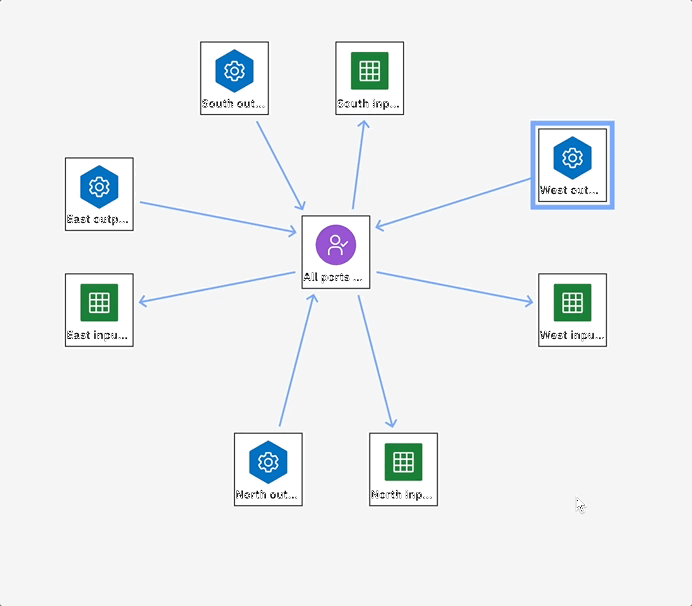 South out...
South inp...
West out...
East outp...
All ports ...
East inpu...
West inpu...
North out...
North inp...